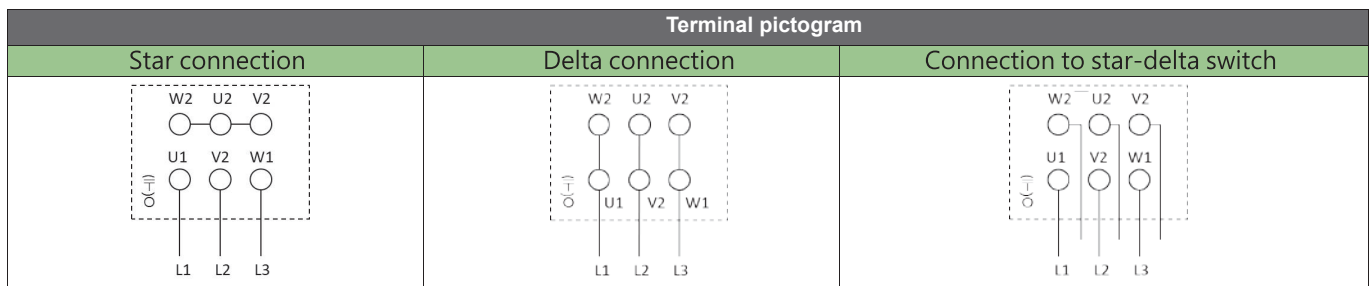 Terminal pictogram
Star connection
Delta connection
Connection to star-delta switch
W2 U2 V2
U1 V2 W1
L1 L2 L3
W2 U2 V2
U1 V2 W1
L1 L2 L3
W2 U2 V2
U1 V2 W1
L1 L2 L3